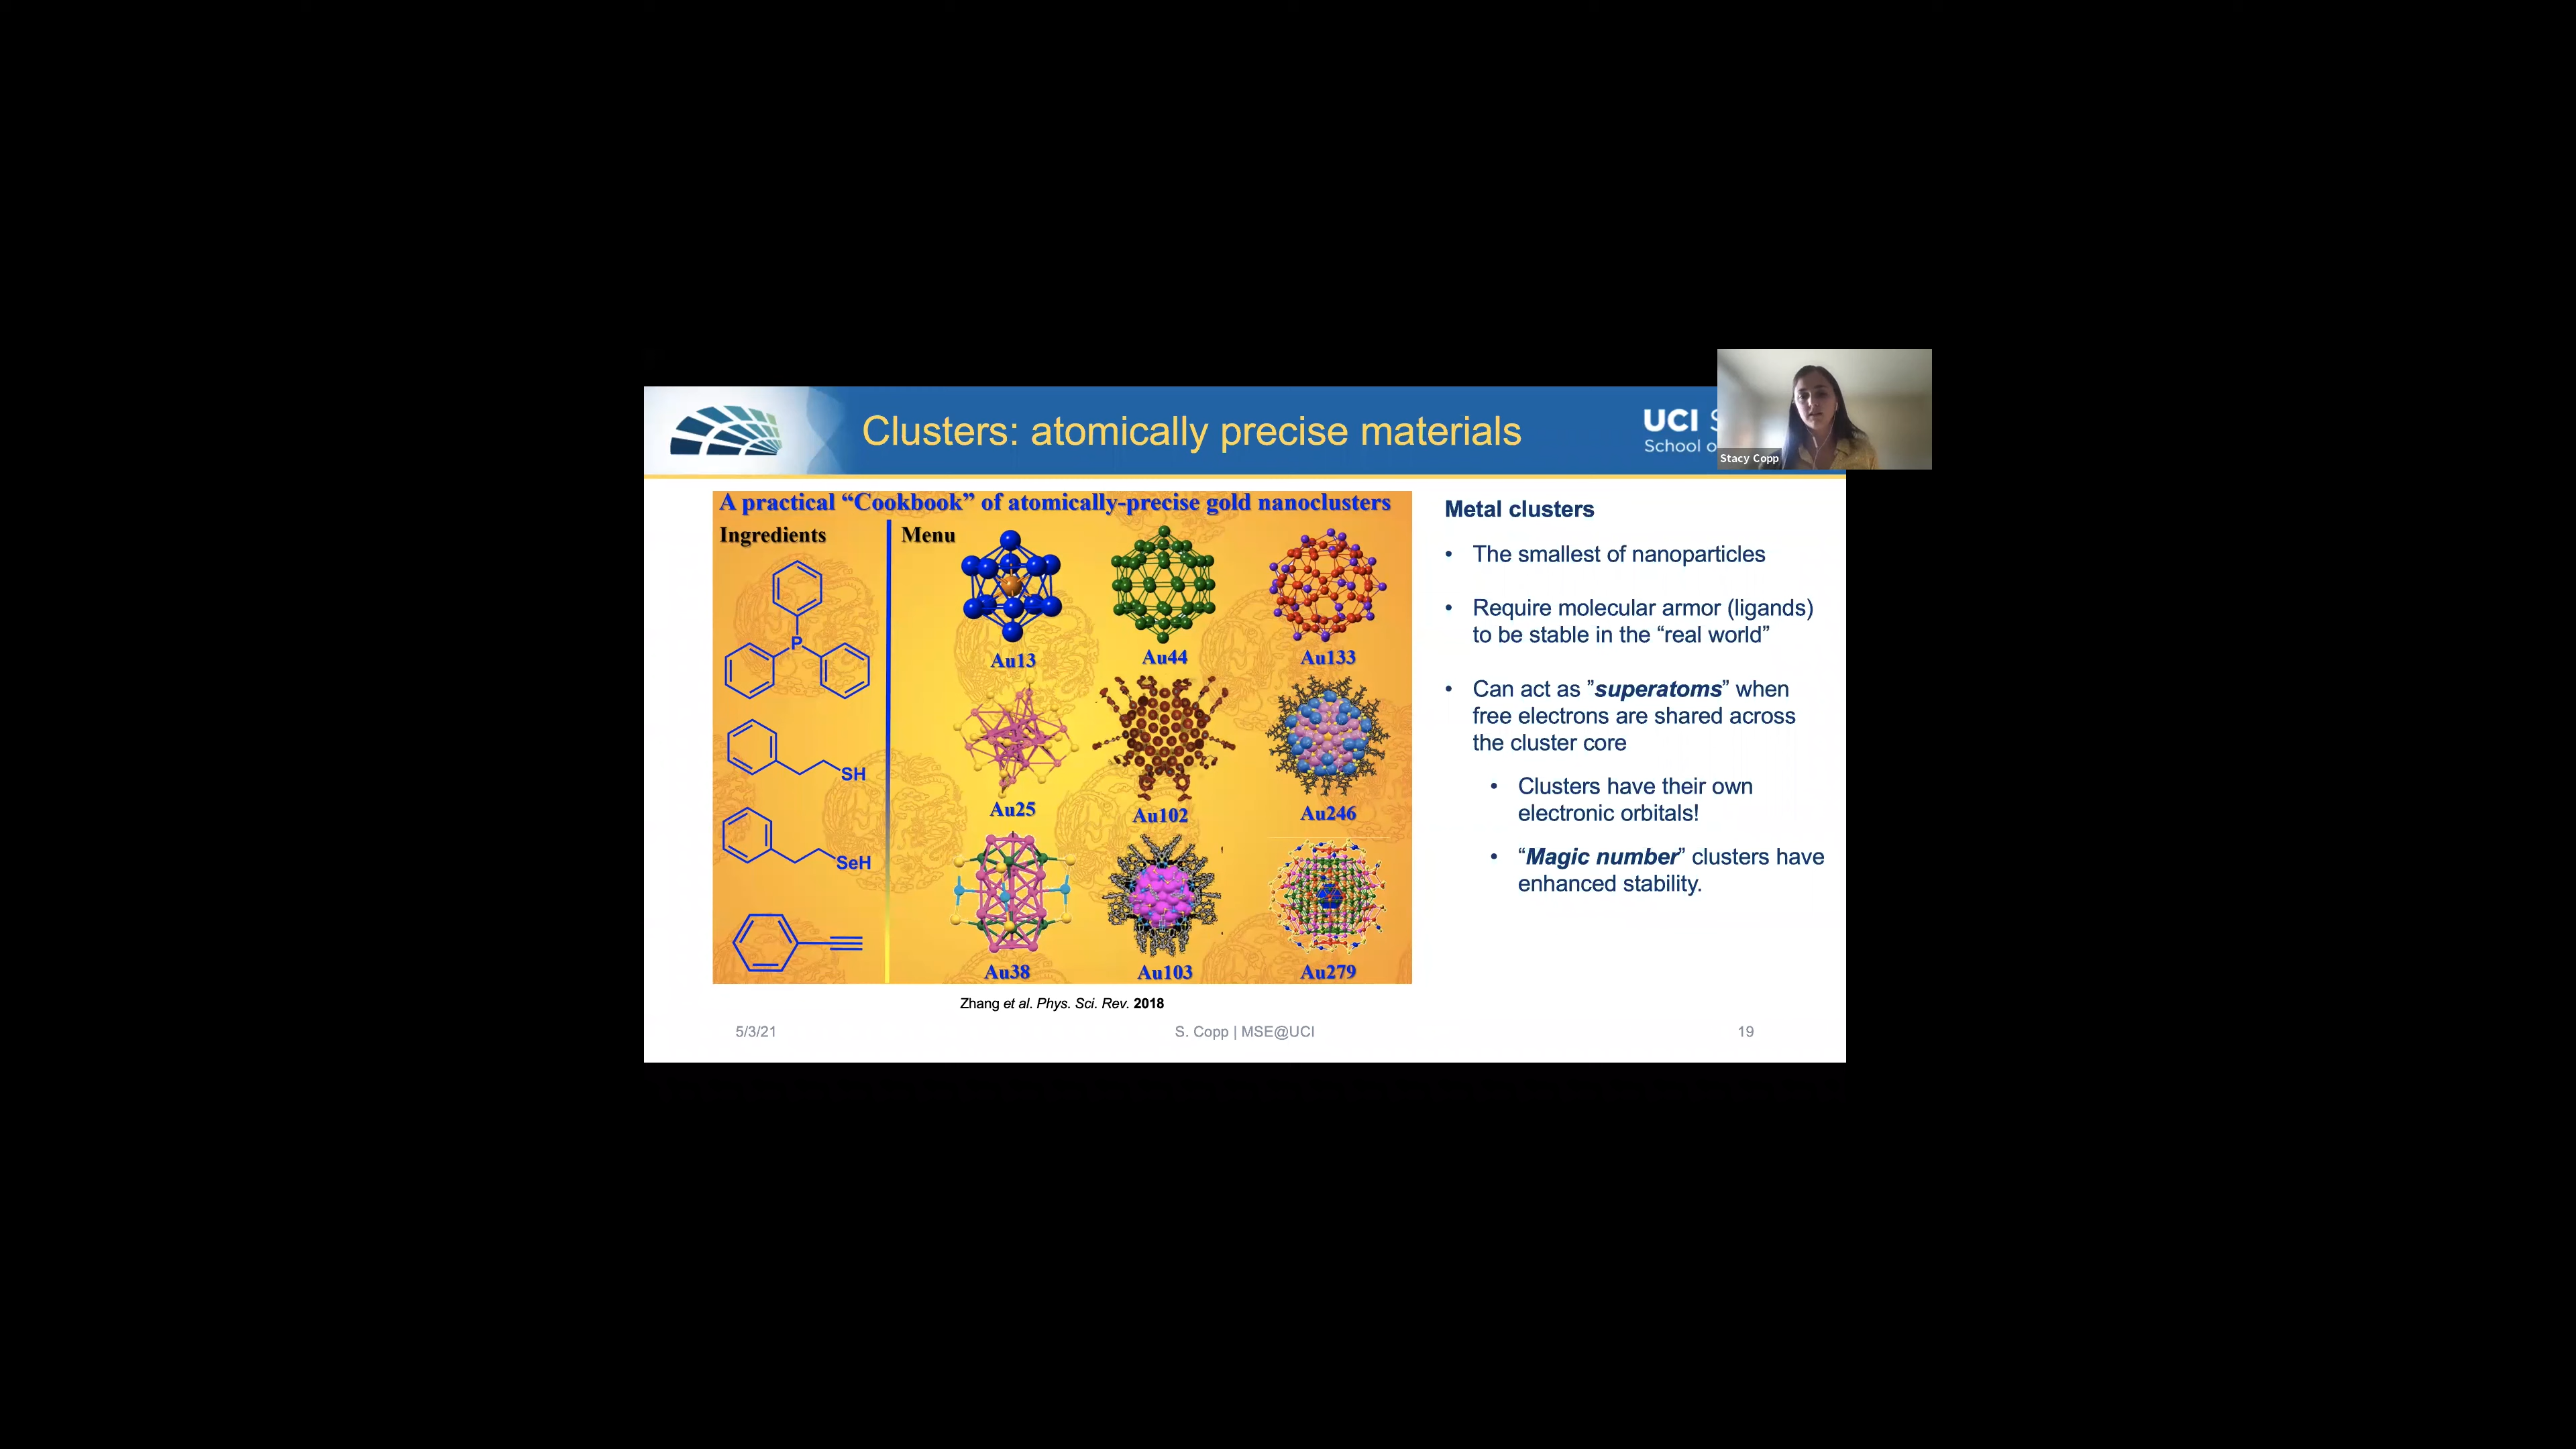 Clusters: atomically precise materials
UCI
School o
Stacy Copp
A practical “Cookbook” of atomically-precise gold nanoclusters
Ingredients
Menu
P
SH
SeH
Au13
Au44
Au133
Au25
Au102
Au246
Au38
Au103
Au279
Zhang et al. Phys. Sci. Rev. 2018
Metal clusters
• The smallest of nanoparticles
• Require molecular armor (ligands)
to be stable in the “real world”
• Can act as ”superatoms” when
free electrons are shared across
the cluster core
• Clusters have their own
electronic orbitals!
• “Magic number” clusters have
enhanced stability.
5/3/21
S. Copp | MSE@UCI
19